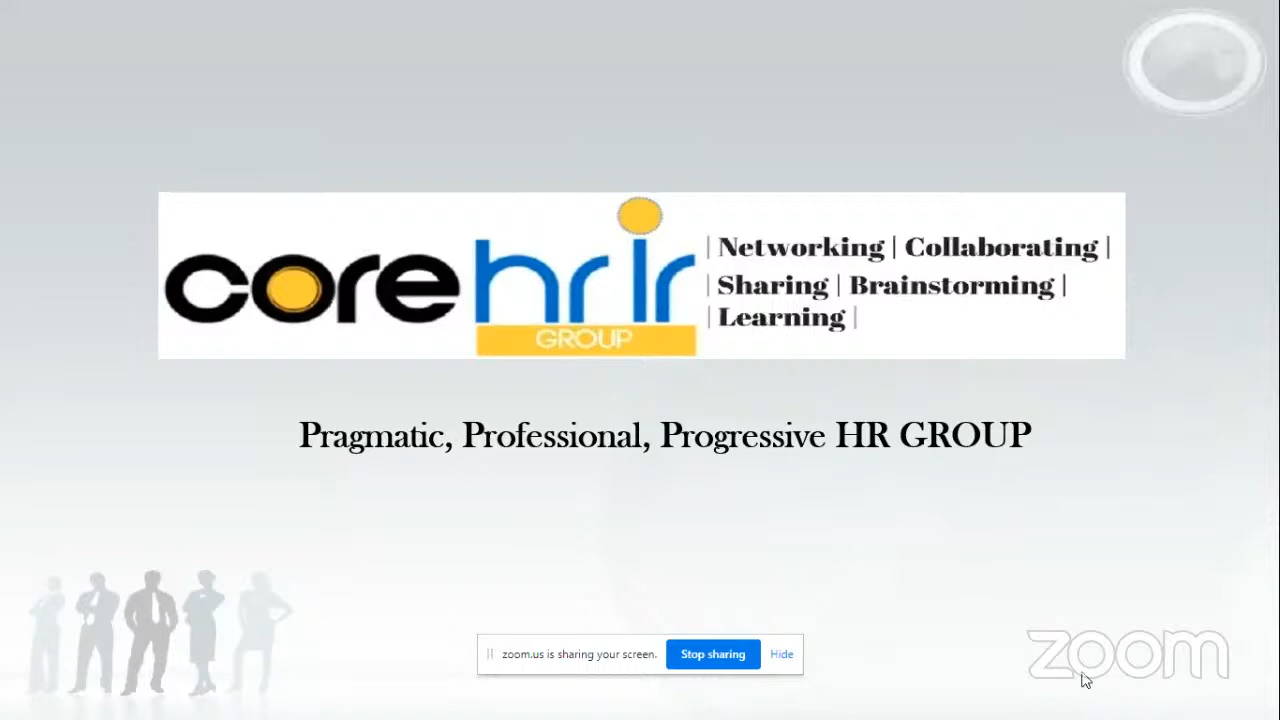 core hr ir
GROUP
| Networking | Collaborating |
| Sharing | Brainstorming |
| Learning |
Pragmatic, Professional, Progressive HR GROUP
zoom.us is sharing your screen. Stop sharing Hide
zoom